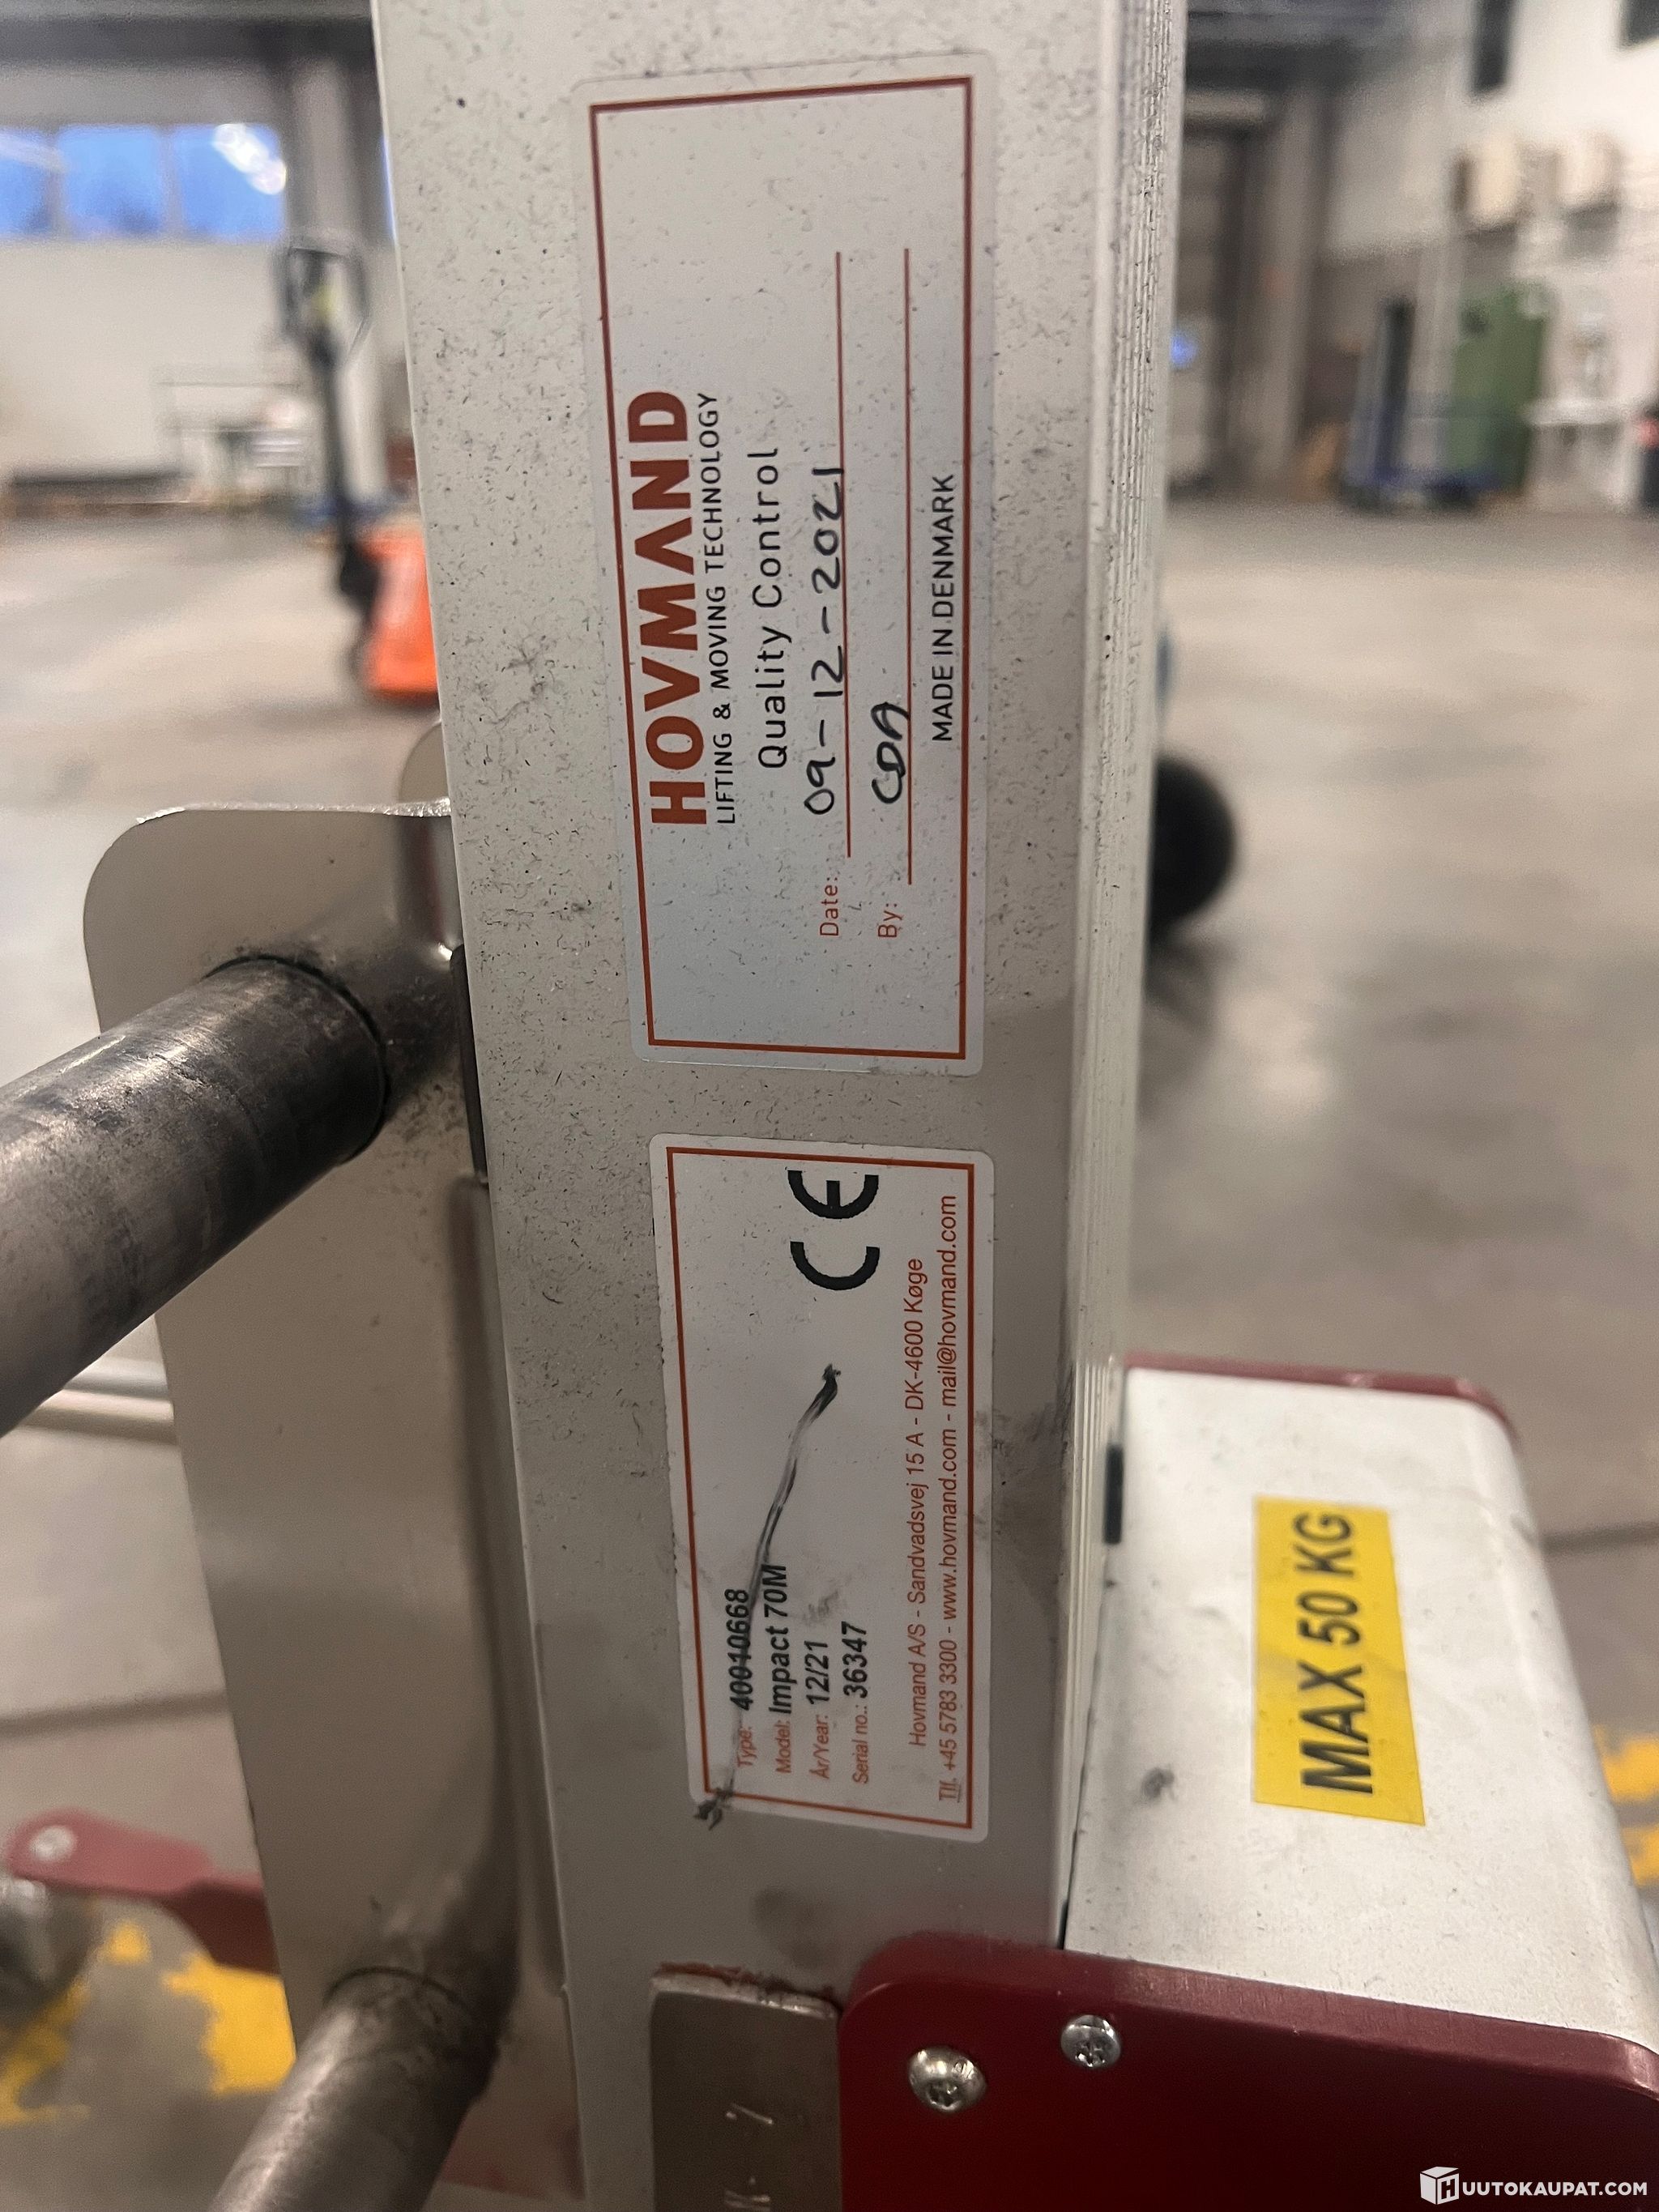 HOVMAND
LIFTING & MOVING TECHNOLOGY
Quality Control
Date: 09-12-2021
By: CDA
MADE IN DENMARK
CE
Type: 40010668
Model: Impact 70M
År/Year: 12/21
Serial no.: 36347
Hovmand A/S - Sandvadsvej 15 A - DK-4600 Køge
Tlf. +45 5783 3300 - www.hovmand.com - mail@hovmand.com
MAX 50 KG
HUUTOKAUPAT.COM